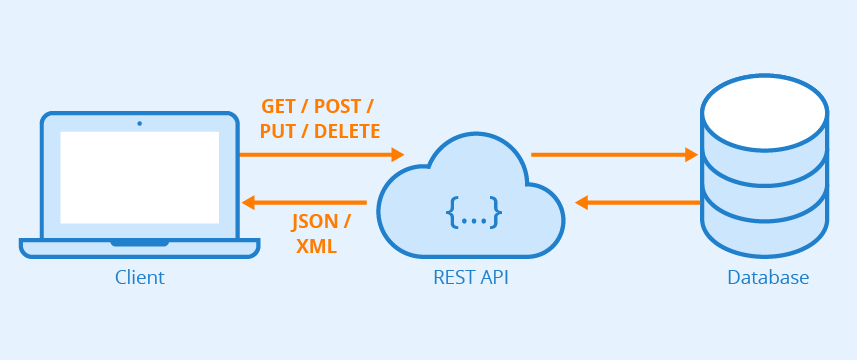 GET / POST /
PUT / DELETE
{...}
JSON /
XML
Client
REST API
Database